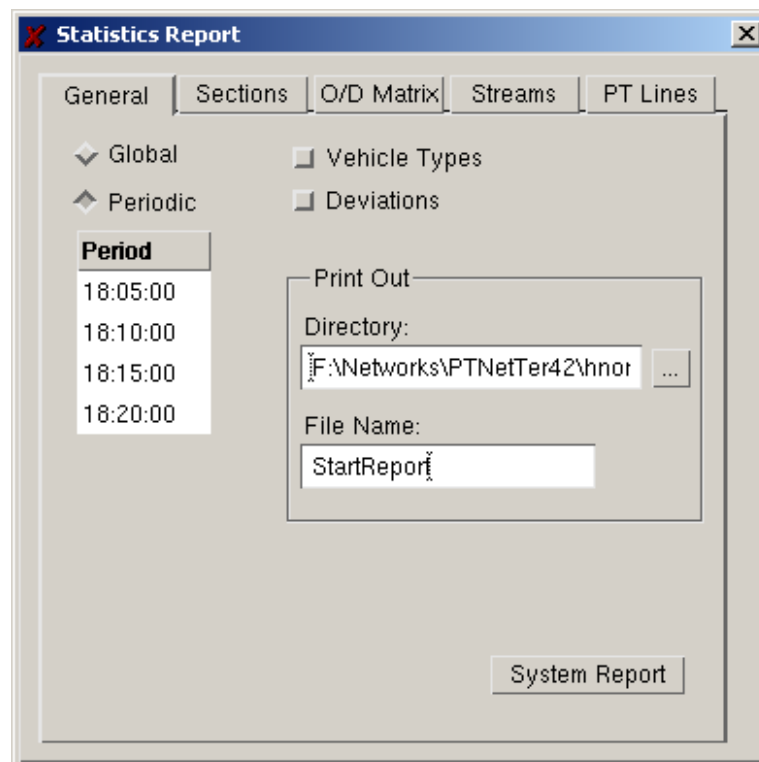 Statistics Report
General Sections O/D Matrix Streams PT Lines
Global
Vehicle Types
Periodic
Deviations
Period
18:05:00
18:10:00
18:15:00
18:20:00
Print Out
Directory:
F:\Networks\PTNetTer42\hnor
...
File Name:
StartReport
System Report